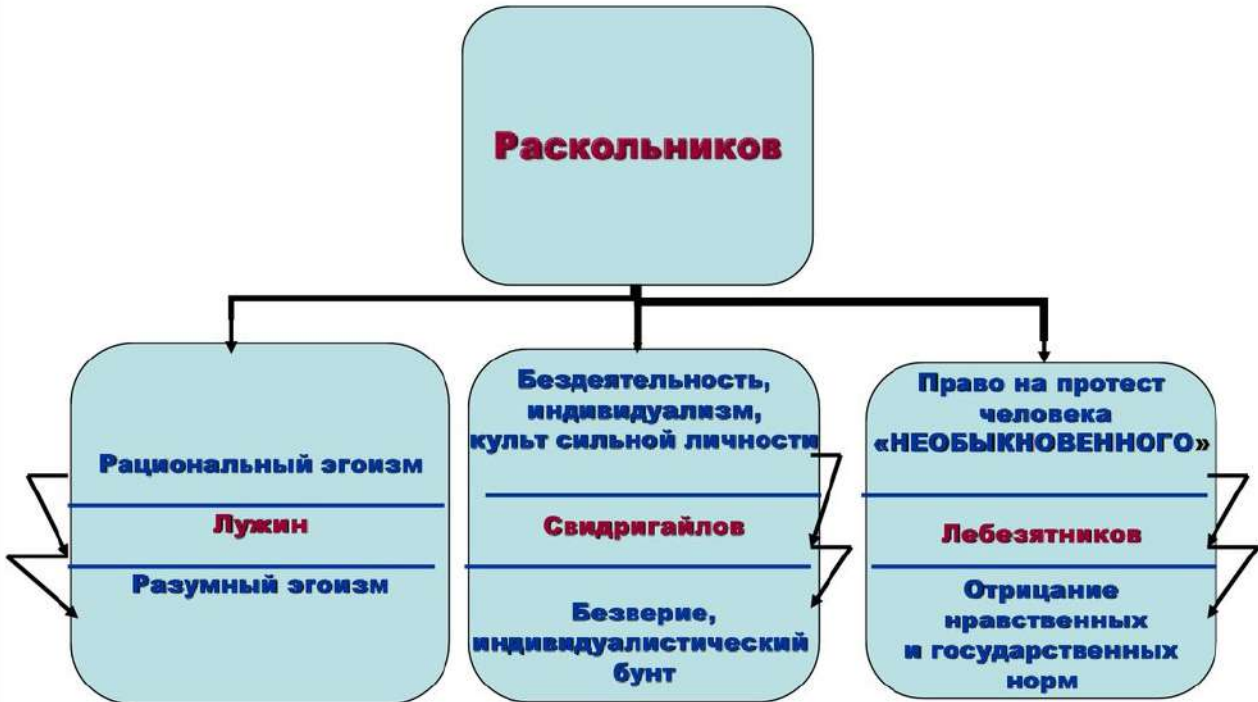 Раскольников
Рациональный эгоизм
Лужин
Разумный эгоизм
Бездеятельность,
индивидуализм,
культ сильной личности
Свидригайлов
Безверие,
индивидуалистический
бунт
Право на протест
человека
«НЕОБЫКНОВЕННОГО»
Лебезятников
Отрицание
нравственных
и государственных
норм